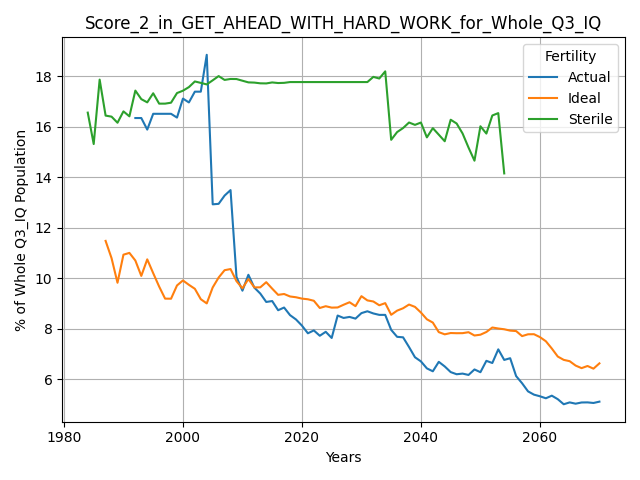 Score_2_in_GET_AHEAD_WITH_HARD_WORK_for_Whole_Q3_IQ
Fertility
Actual
Ideal
Sterile
% of Whole Q3_IQ Population
18
16
14
12
10
8
6
1980
2000
2020
2040
2060
Years